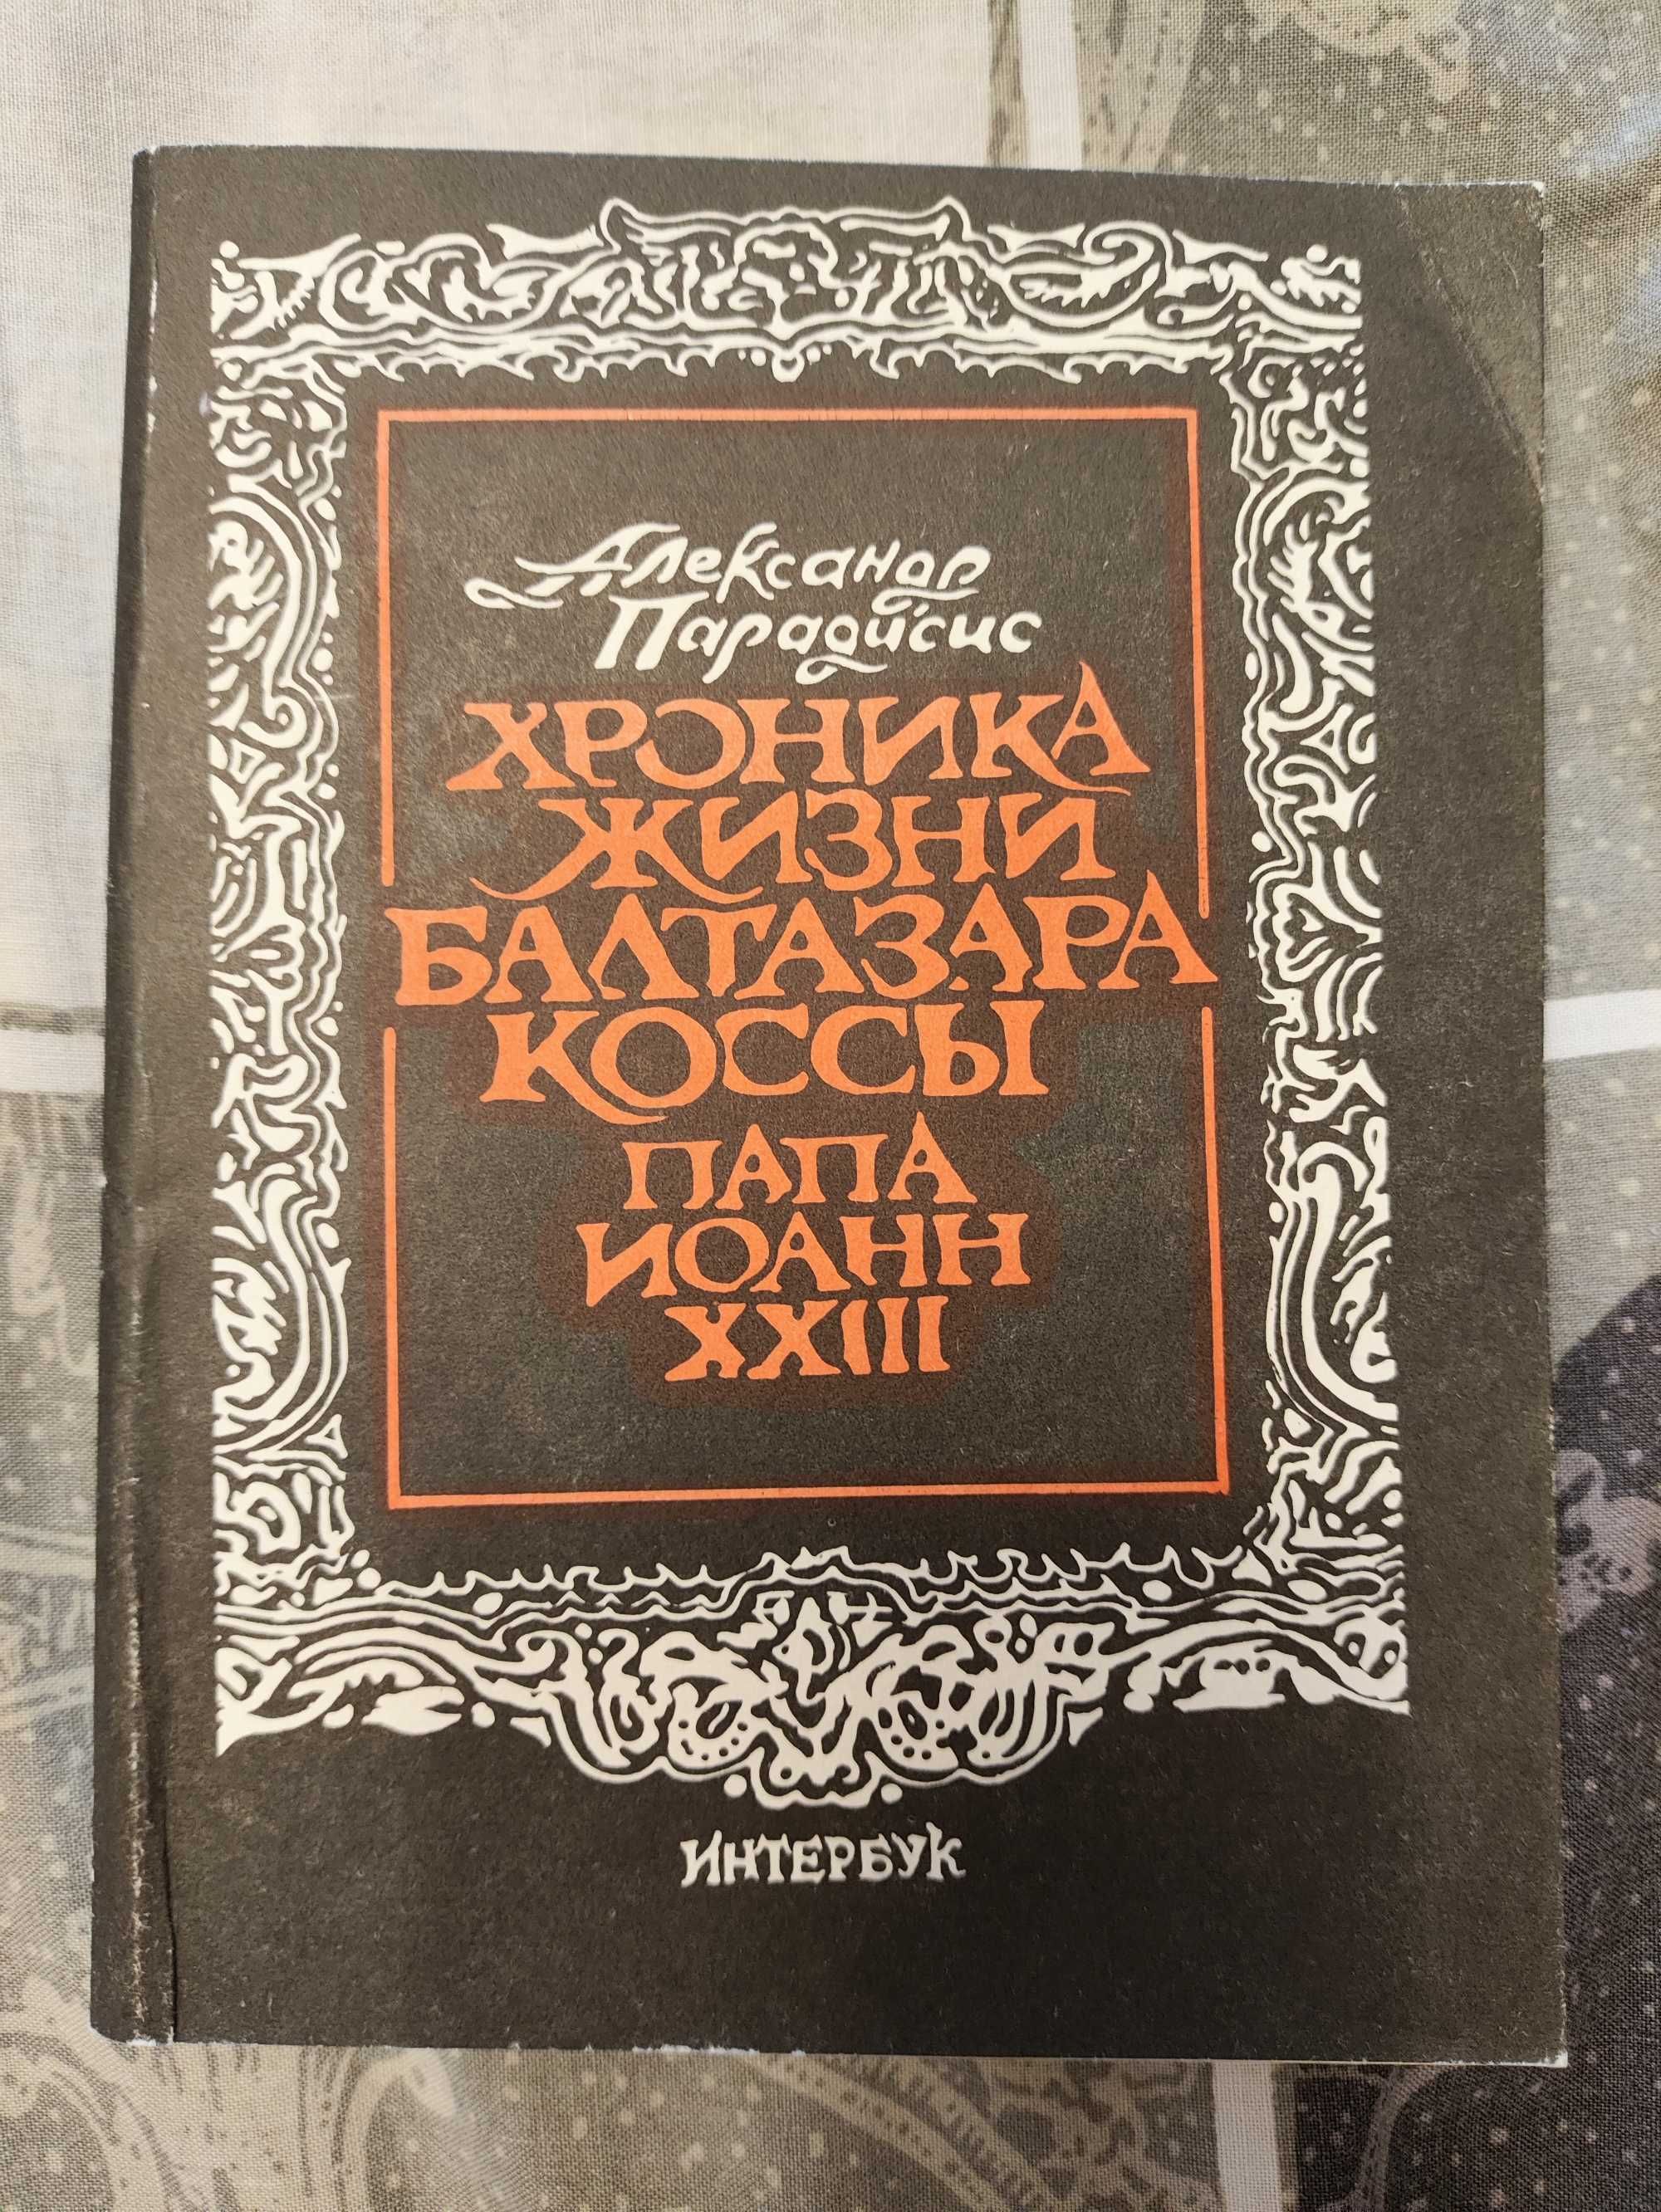 Александр
Парадисис
ХРОНИКА
ЖИЗНИ
БАЛТАЗАРА
КОССЫ
ПАПА
ИОАНН
XXIII
ИНТЕРБУК